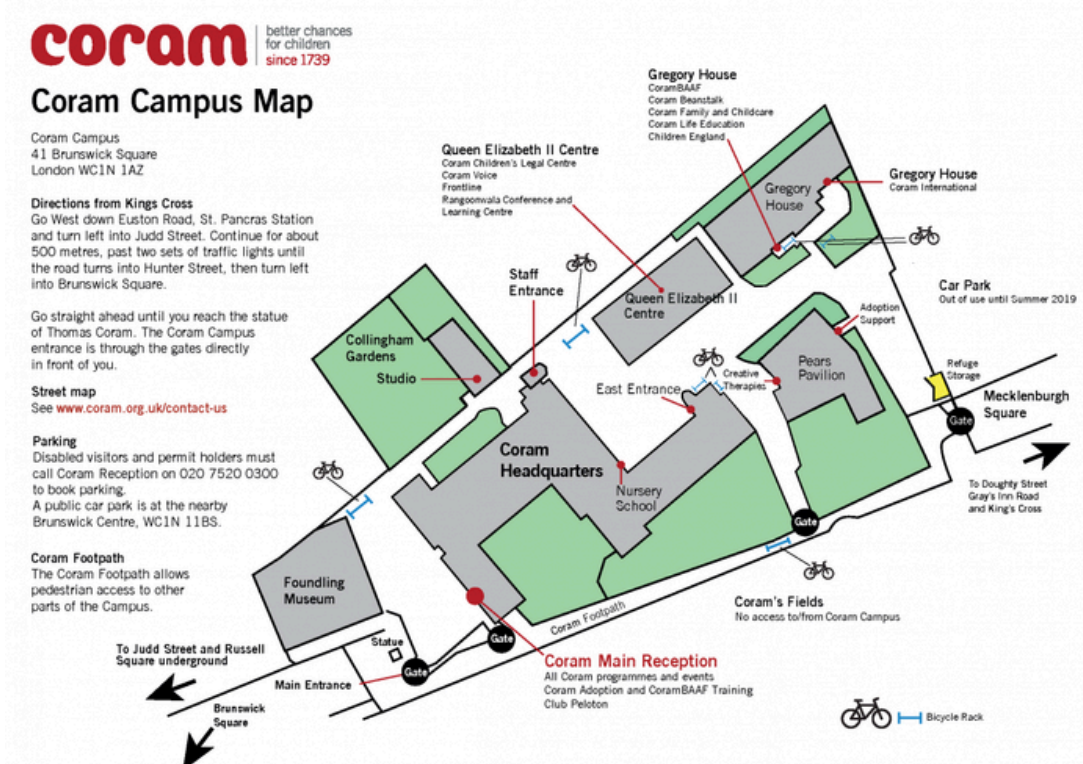 coram
better chances
for children
since 1739
Coram Campus Map
Coram Campus
41 Brunswick Square
London WC1N 1AZ
Directions from Kings Cross
Go West down Euston Road, St. Pancras Station
and turn left into Judd Street. Continue for about
500 metres, past two sets of traffic lights until
the road turns into Hunter Street, then turn left
into Brunswick Square.
Go straight ahead until you reach the statue
of Thomas Coram. The Coram Campus
entrance is through the gates directly
in front of you.
Street map
See www.coram.org.uk/contact-us
Parking
Disabled visitors and permit holders must
call Coram Reception on 020 7520 0300
to book parking.
A public car park is at the nearby
Brunswick Centre, WC1N 11BS.
Coram Footpath
The Coram Footpath allows
pedestrian access to other
parts of the Campus.
Gregory House
CoramBAAF
Coram Beanstalk
Coram Family and Childcare
Coram Life Education
Children England
Queen Elizabeth II Centre
Coram Children's Legal Centre
Coram Voice
Frontline
Rangoonwala Conference and
Learning Centre
Gregory House
Coram International
Gregory
House
Staff
Entrance
Queen Elizabeth II
Centre
Car Park
Out of use until Summer 2019
Adoption
Support
Collingham
Gardens
Studio
Pears
Pavilion
Creative
Therapies
East Entrance
Refuge
Storage
Mecklenburgh
Square
Gate
Coram
Headquarters
Nursery
School
To Doughty Street
Gray's Inn Road
and King's Cross
Gate
Foundling
Museum
Coram's Fields
No access to/from Coram Campus
Coram Footpath
Statue
Gate
Gate
Main Entrance
To Judd Street and Russell
Square underground
Brunswick
Square
Coram Main Reception
All Coram programmes and events
Coram Adoption and CoramBAAF Training
Club Peloton
Bicycle Rack